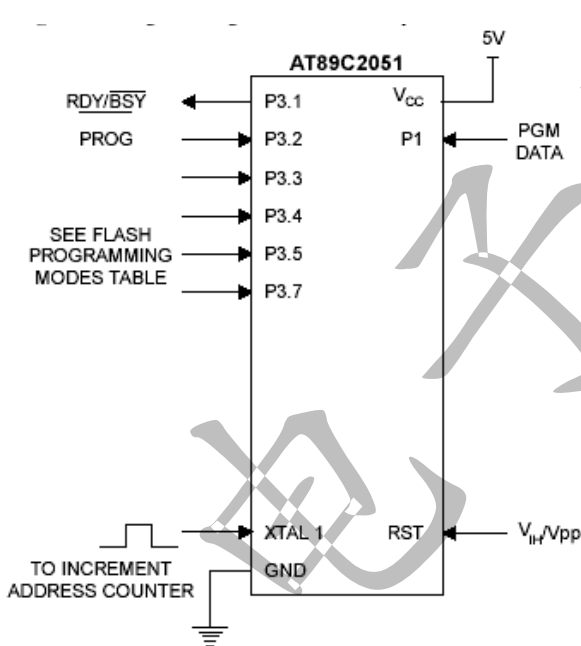 5V
AT89C2051
RDY/BSY
P3.1
VCC
PROG
P3.2
P1
PGM
DATA
P3.3
P3.4
SEE FLASH
PROGRAMMING
MODES TABLE
P3.5
P3.7
XTAL 1
RST
VIH/Vpp
TO INCREMENT
ADDRESS COUNTER
GND